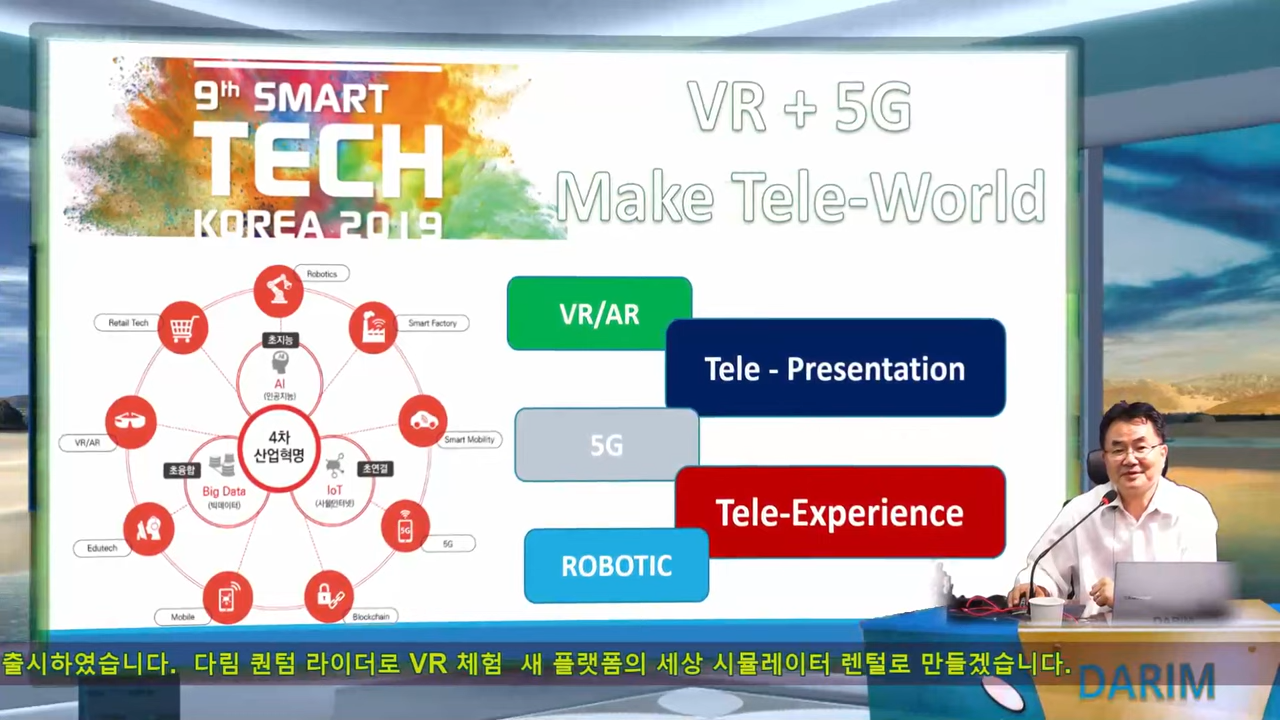 9th SMART
TECH
KOREA 2019
VR + 5G
Make Tele-World
Robotics
Retail Tech
Smart Factory
초지능
AI
(인공지능)
VR/AR
4차
산업혁명
Smart Mobility
초융합
초연결
Big Data
(빅데이터)
IoT
(사물인터넷)
Edutech
5G
5G
Mobile
Blockchain
VR/AR
Tele - Presentation
5G
Tele-Experience
ROBOTIC
출시하였습니다. 다림 퀀텀 라이더로 VR 체험 새 플랫폼의 세상 시뮬레이터 렌털로 만들겠습니다.
DARIM
DARIM